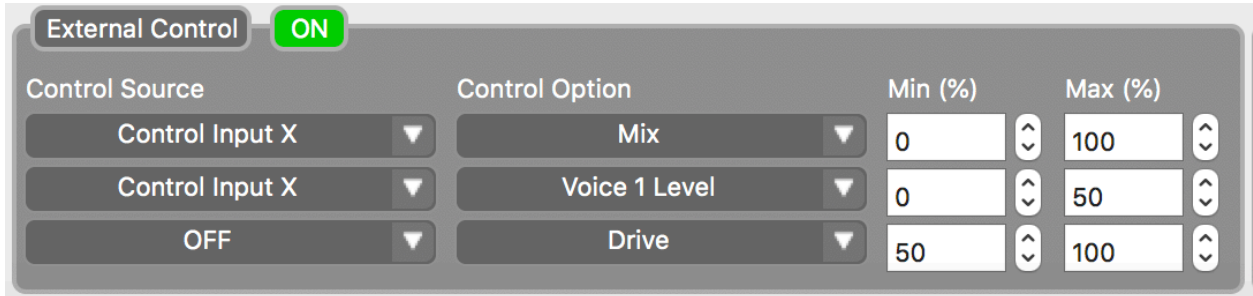 External Control ON
Control Source Control Option Min (%) Max (%)
Control Input X Mix 0 100
Control Input X Voice 1 Level 0 50
OFF Drive 50 100